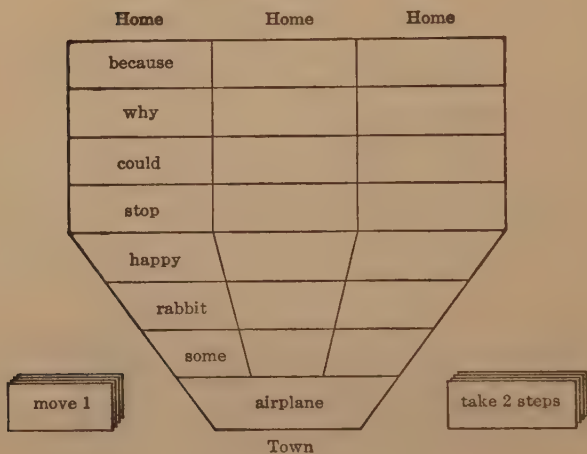 Home Home Home
because
why
could
stop
happy
rabbit
some
move 1 airplane take 2 steps
Town